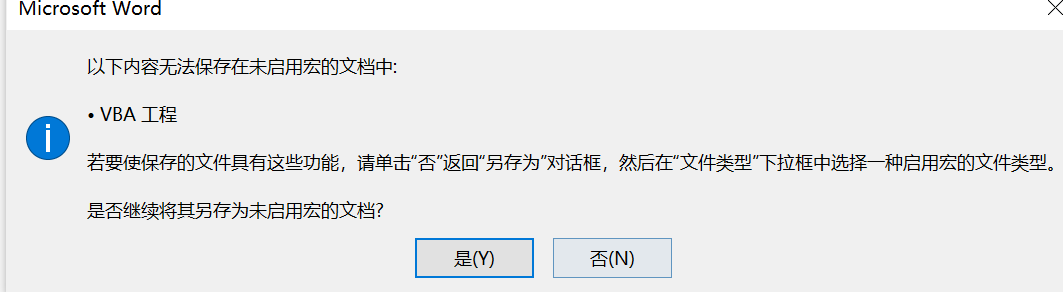 Microsoft Word
以下内容无法保存在未启用宏的文档中:
• VBA 工程
若要使保存的文件具有这些功能，请单击“否”返回“另存为”对话框，然后在“文件类型”下拉框中选择一种启用宏的文件类型。
是否继续将其另存为未启用宏的文档?
是(Y)
否(N)